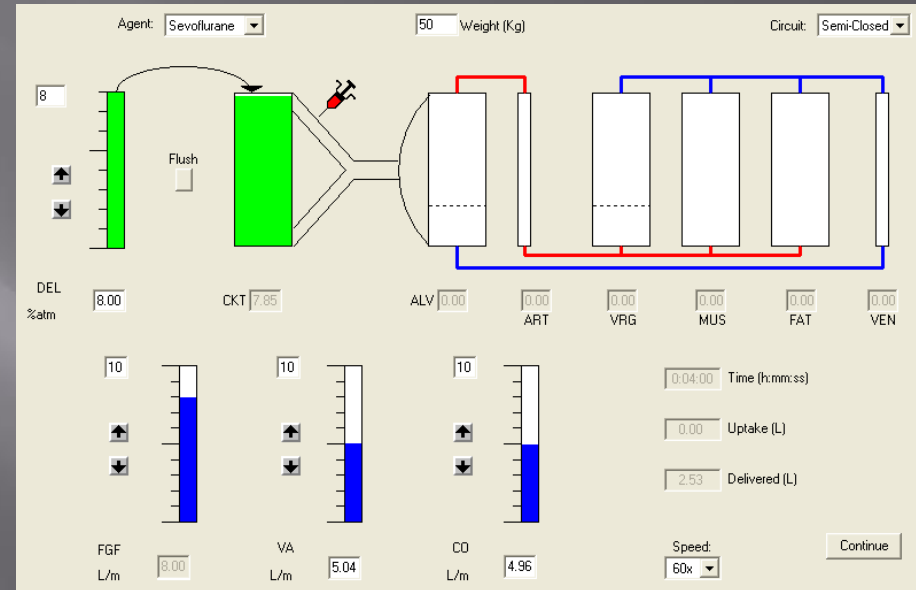 Agent: Sevoflurane 50 Weight (Kg) Circuit: Semi-Closed
8
Flush
DEL
%atm 8.00 CKT 7.85 ALV 0.00 0.00 0.00 0.00 0.00 0.00
ART VRG MUS FAT VEN
10 10 10
0:04:00 Time (h:mm:ss)
0.00 Uptake (L)
2.53 Delivered (L)
FGF VA CO Speed: Continue
L/m 8.00 L/m 5.04 L/m 4.96 60x